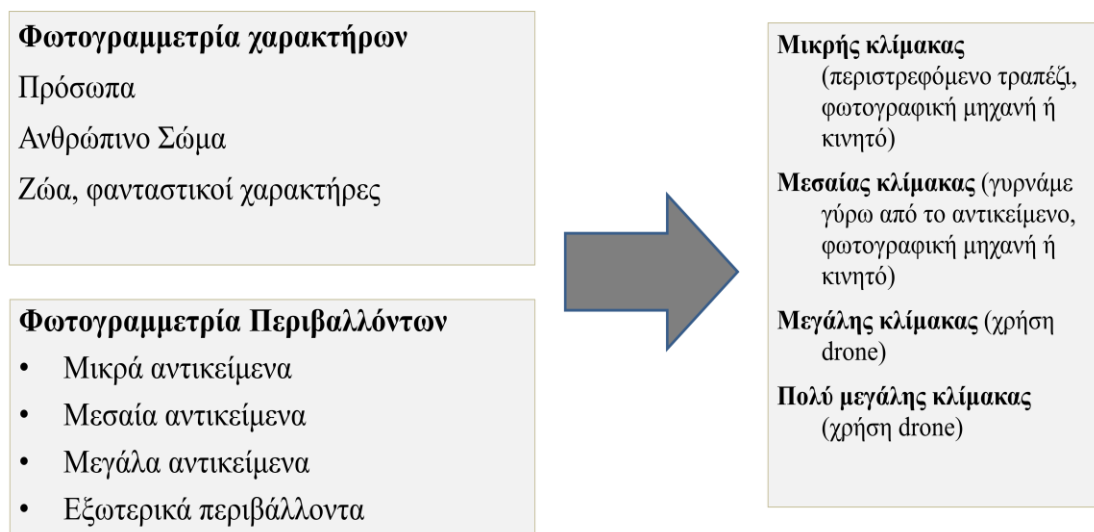 Φωτογραμμετρία χαρακτήρων
Πρόσωπα
Ανθρώπινο Σώμα
Ζώα, φανταστικοί χαρακτήρες
Φωτογραμμετρία Περιβαλλόντων
• Μικρά αντικείμενα
• Μεσαία αντικείμενα
• Μεγάλα αντικείμενα
• Εξωτερικά περιβάλλοντα
Μικρής κλίμακας
(περιστρεφόμενο τραπέζι,
φωτογραφική μηχανή ή
κινητό)
Μεσαίας κλίμακας (γυρνάμε
γύρω από το αντικείμενο,
φωτογραφική μηχανή ή
κινητό)
Μεγάλης κλίμακας (χρήση
drone)
Πολύ μεγάλης κλίμακας
(χρήση drone)